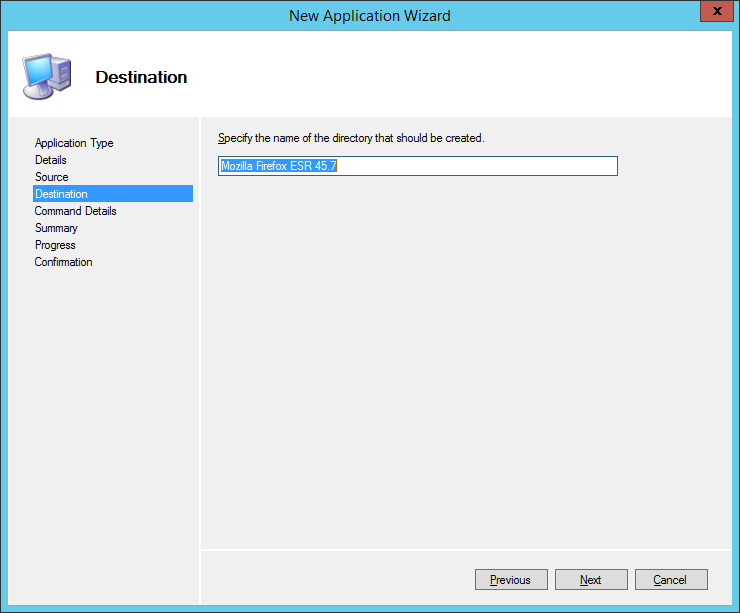 New Application Wizard
x
Destination
Application Type
Details
Source
Destination
Command Details
Summary
Progress
Confirmation
Specify the name of the directory that should be created.
Mozilla Firefox ESR 45.7
Previous
Next
Cancel